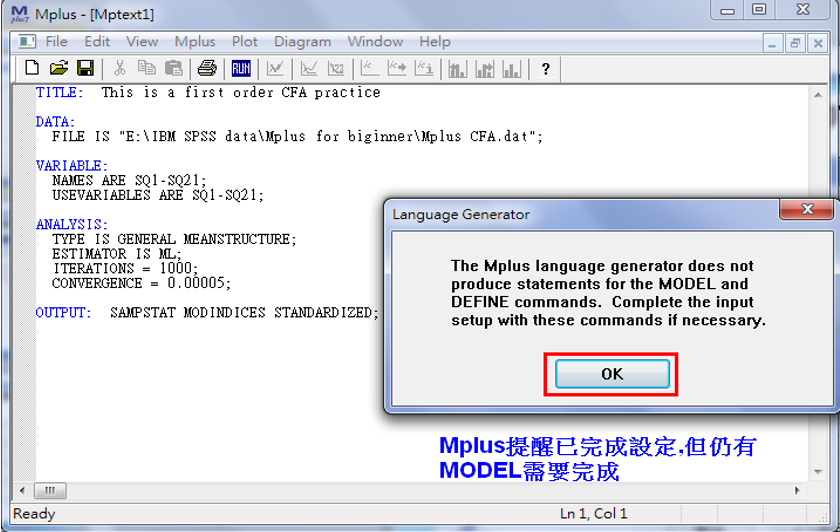 Mplus - [Mptext1]
File Edit View Mplus Plot Diagram Window Help
RUN
TITLE: This is a first order CFA practice
DATA:
FILE IS "E:\IBM SPSS data\Mplus for biginner\Mplus CFA.dat";
VARIABLE:
NAMES ARE SQ1-SQ21;
USEVARIABLES ARE SQ1-SQ21;
ANALYSIS:
TYPE IS GENERAL MEANSTRUCTURE;
ESTIMATOR IS ML;
ITERATIONS = 1000;
CONVERGENCE = 0.00005;
OUTPUT: SAMPSTAT MODINDICES STANDARDIZED;
Language Generator
The Mplus language generator does not
produce statements for the MODEL and
DEFINE commands. Complete the input
setup with these commands if necessary.
OK
Mplus提醒已完成設定,但仍有
MODEL需要完成
Ready
Ln 1, Col 1